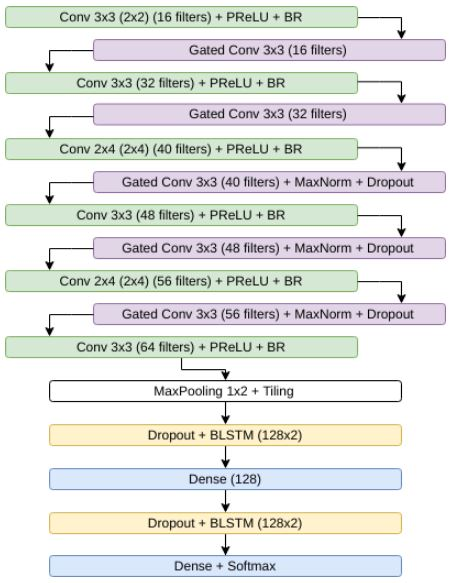 Conv 3x3 (2x2) (16 filters) + PReLU + BR
Gated Conv 3x3 (16 filters)
Conv 3x3 (32 filters) + PReLU + BR
Gated Conv 3x3 (32 filters)
Conv 2x4 (2x4) (40 filters) + PReLU + BR
Gated Conv 3x3 (40 filters) + MaxNorm + Dropout
Conv 3x3 (48 filters) + PReLU + BR
Gated Conv 3x3 (48 filters) + MaxNorm + Dropout
Conv 2x4 (2x4) (56 filters) + PReLU + BR
Gated Conv 3x3 (56 filters) + MaxNorm + Dropout
Conv 3x3 (64 filters) + PReLU + BR
MaxPooling 1x2 + Tiling
Dropout + BLSTM (128x2)
Dense (128)
Dropout + BLSTM (128x2)
Dense + Softmax